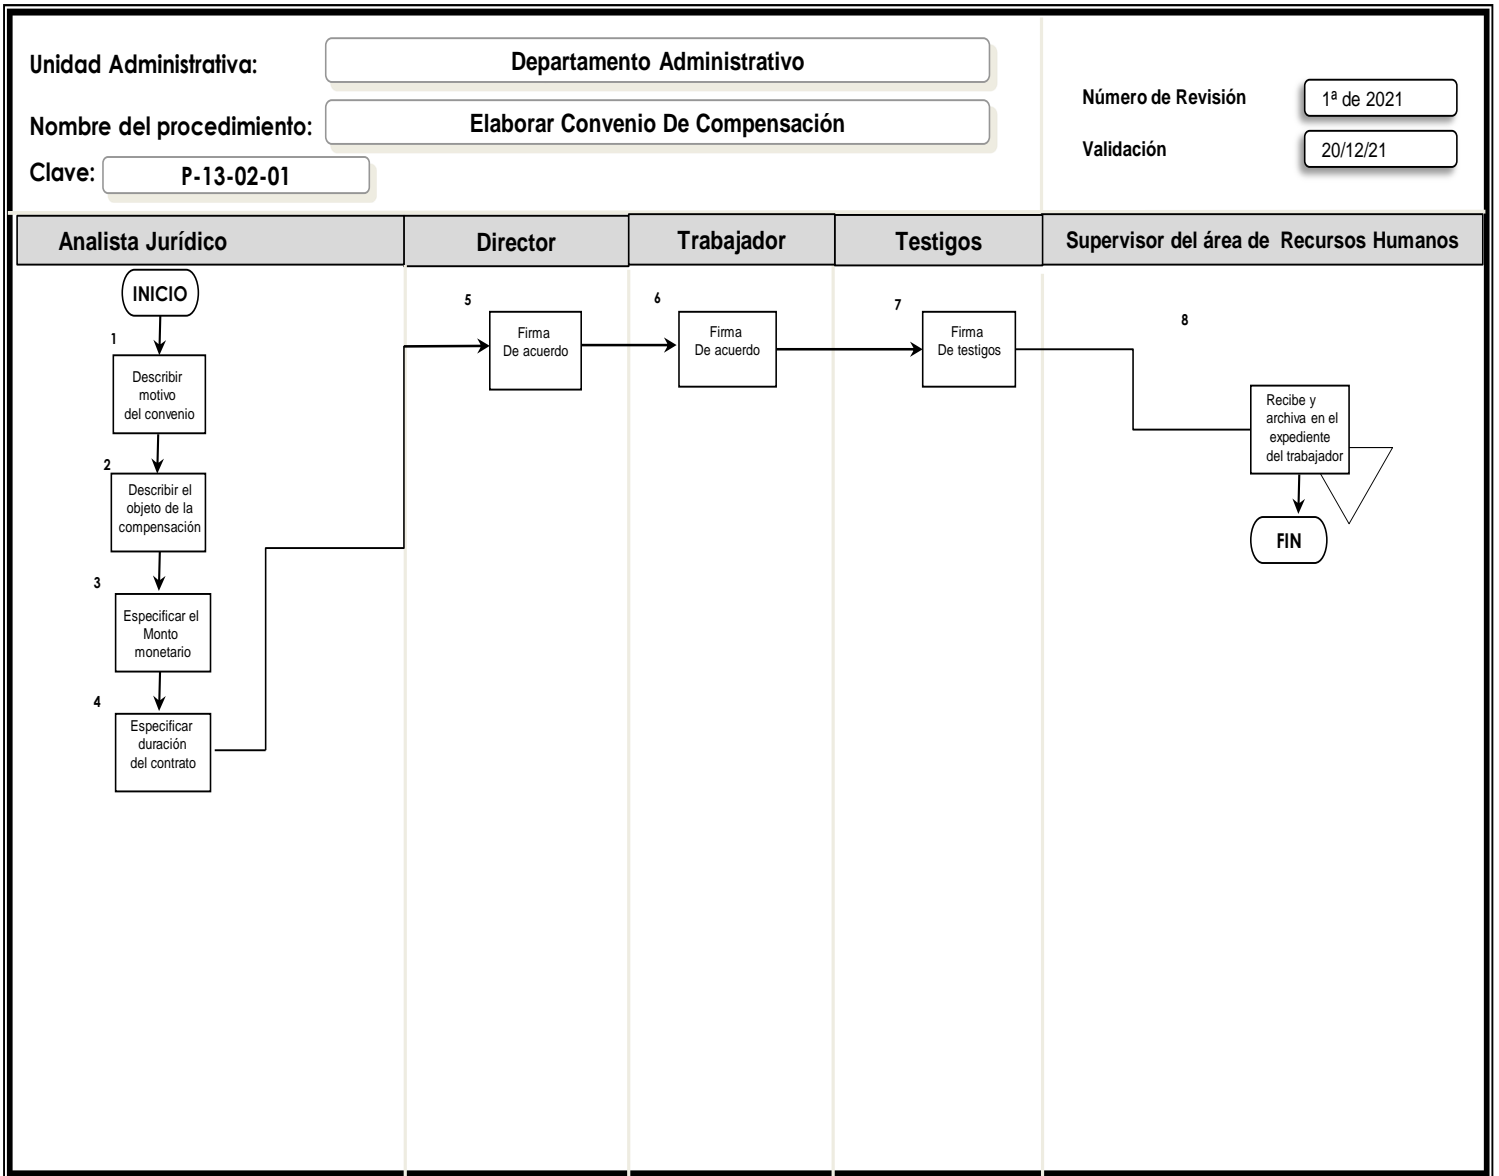 Unidad Administrativa:
Departamento Administrativo
Nombre del procedimiento:
Elaborar Convenio De Compensación
Clave:
P-13-02-01
Número de Revisión
1ª de 2021
Validación
20/12/21
Analista Jurídico
Director
Trabajador
Testigos
Supervisor del área de Recursos Humanos
INICIO
1
Describir
motivo
del convenio
2
Describir el
objeto de la
compensación
3
Especificar el
Monto
monetario
4
Especificar
duración
del contrato
5
Firma
De acuerdo
6
Firma
De acuerdo
7
Firma
De testigos
8
Recibe y
archiva en el
expediente
del trabajador
FIN